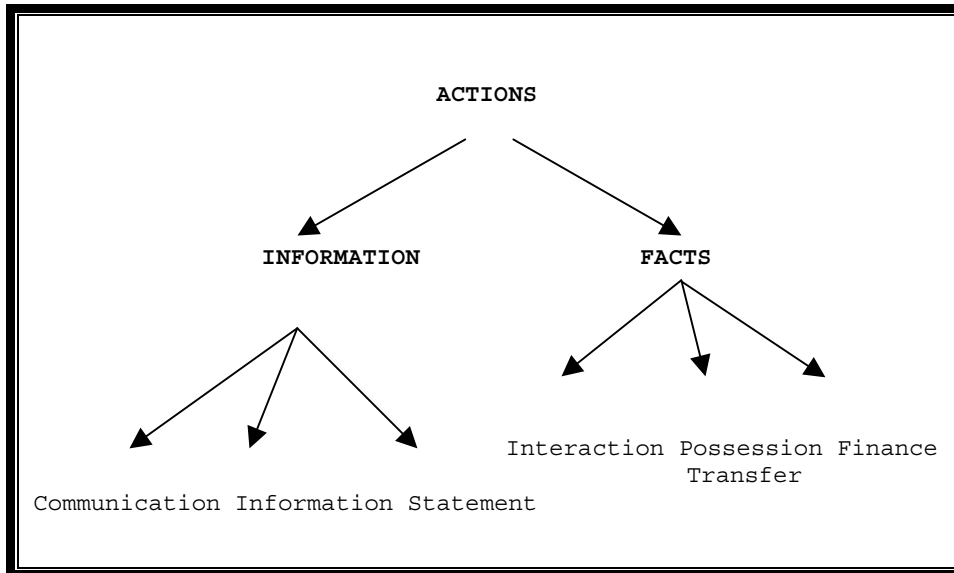 ACTIONS
INFORMATION FACTS
Interaction Possession Finance
Transfer
Communication Information Statement